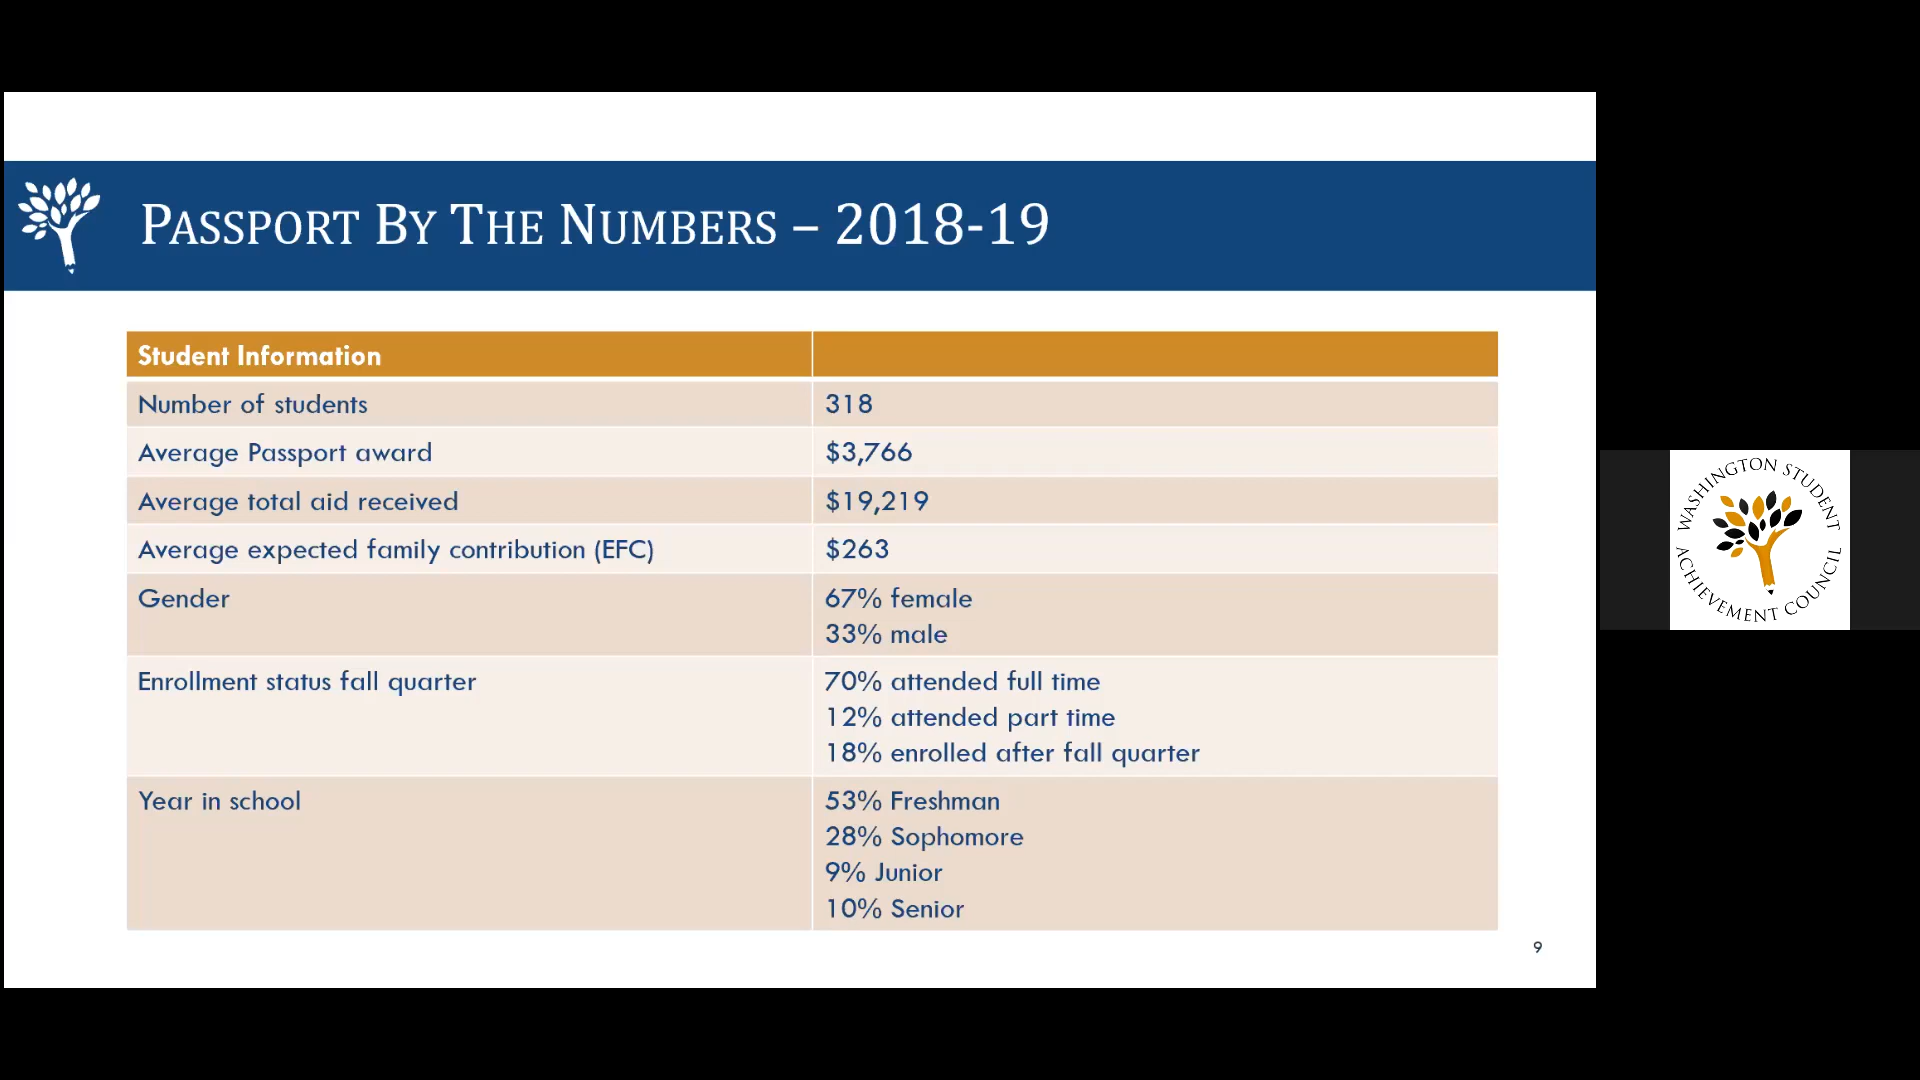 PASSPORT BY THE NUMBERS – 2018-19
Student Information
Number of students 318
Average Passport award $3,766
Average total aid received $19,219
Average expected family contribution (EFC) $263
Gender 67% female
33% male
Enrollment status fall quarter 70% attended full time
12% attended part time
18% enrolled after fall quarter
Year in school 53% Freshman
28% Sophomore
9% Junior
10% Senior
9
WASHINGTON STUDENT
ACHIEVEMENT COUNCIL